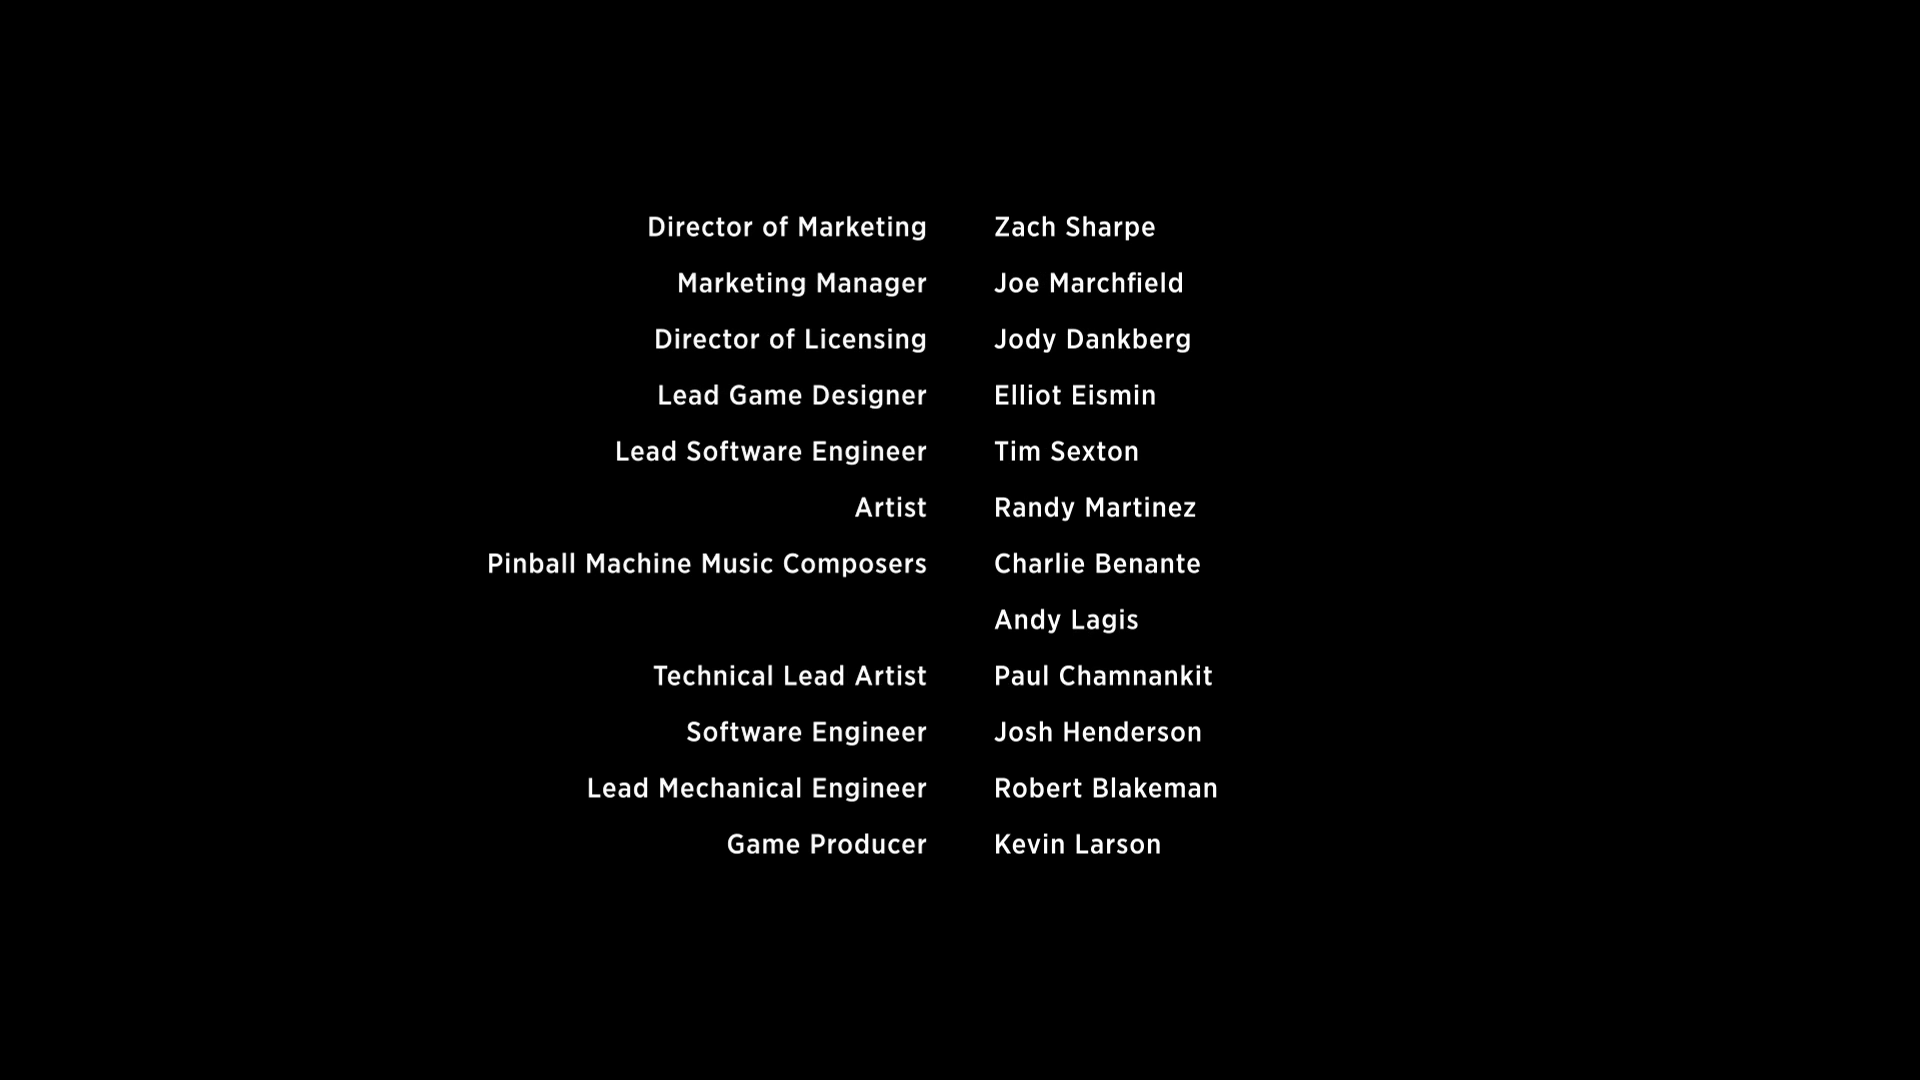 Director of Marketing Zach Sharpe
Marketing Manager Joe Marchfield
Director of Licensing Jody Dankberg
Lead Game Designer Elliot Eismin
Lead Software Engineer Tim Sexton
Artist Randy Martinez
Pinball Machine Music Composers Charlie Benante
Andy Lagis
Technical Lead Artist Paul Chamnankit
Software Engineer Josh Henderson
Lead Mechanical Engineer Robert Blakeman
Game Producer Kevin Larson